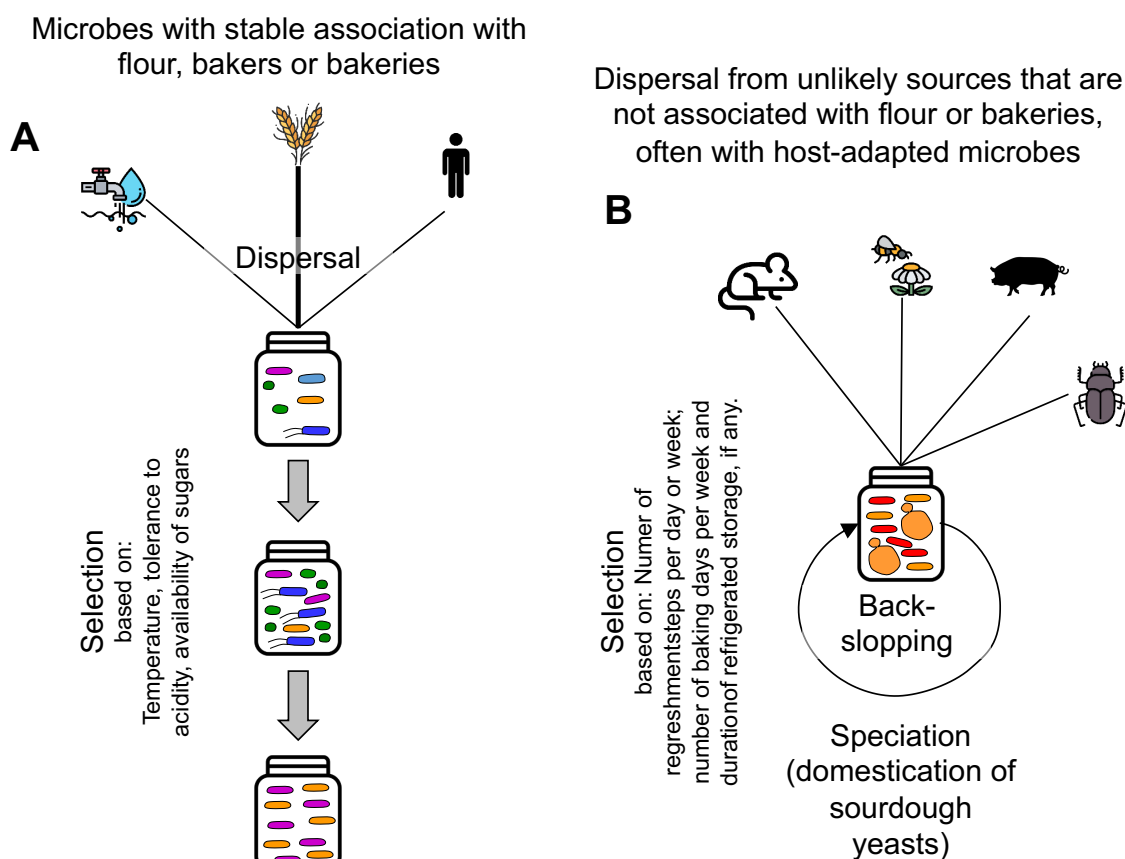 Microbes with stable association with
flour, bakers or bakeries
A
Dispersal
Selection
based on:
Temperature, tolerance to
acidity, availability of sugars
Dispersal from unlikely sources that are
not associated with flour or bakeries,
often with host-adapted microbes
B
Selection
based on: Numer of
regreshmentsteps per day or week;
number of baking days per week and
durationof refrigerated storage, if any.
Back-
slopping
Speciation
(domestication of
sourdough
yeasts)